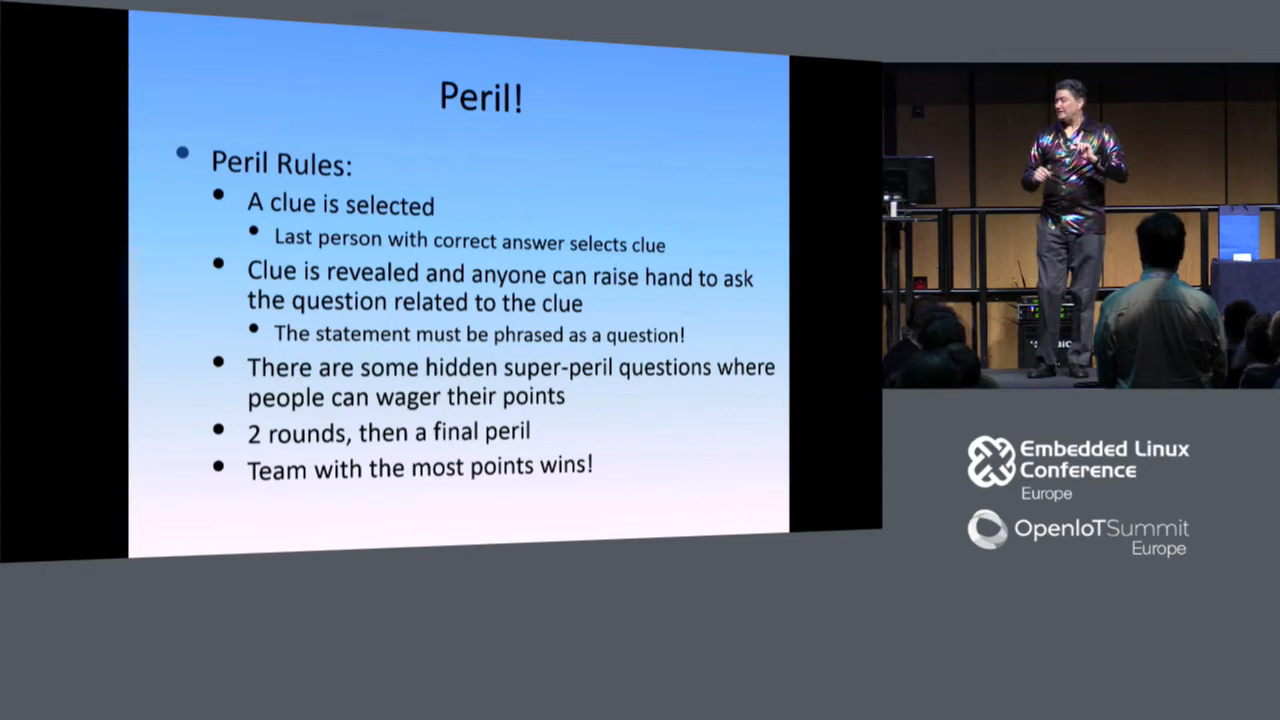 Peril!
Peril Rules:
A clue is selected
Last person with correct answer selects clue
Clue is revealed and anyone can raise hand to ask
the question related to the clue
The statement must be phrased as a question!
There are some hidden super-peril questions where
people can wager their points
2 rounds, then a final peril
Team with the most points wins!
Embedded Linux
Conference
Europe
OpenIoTSummit
Europe